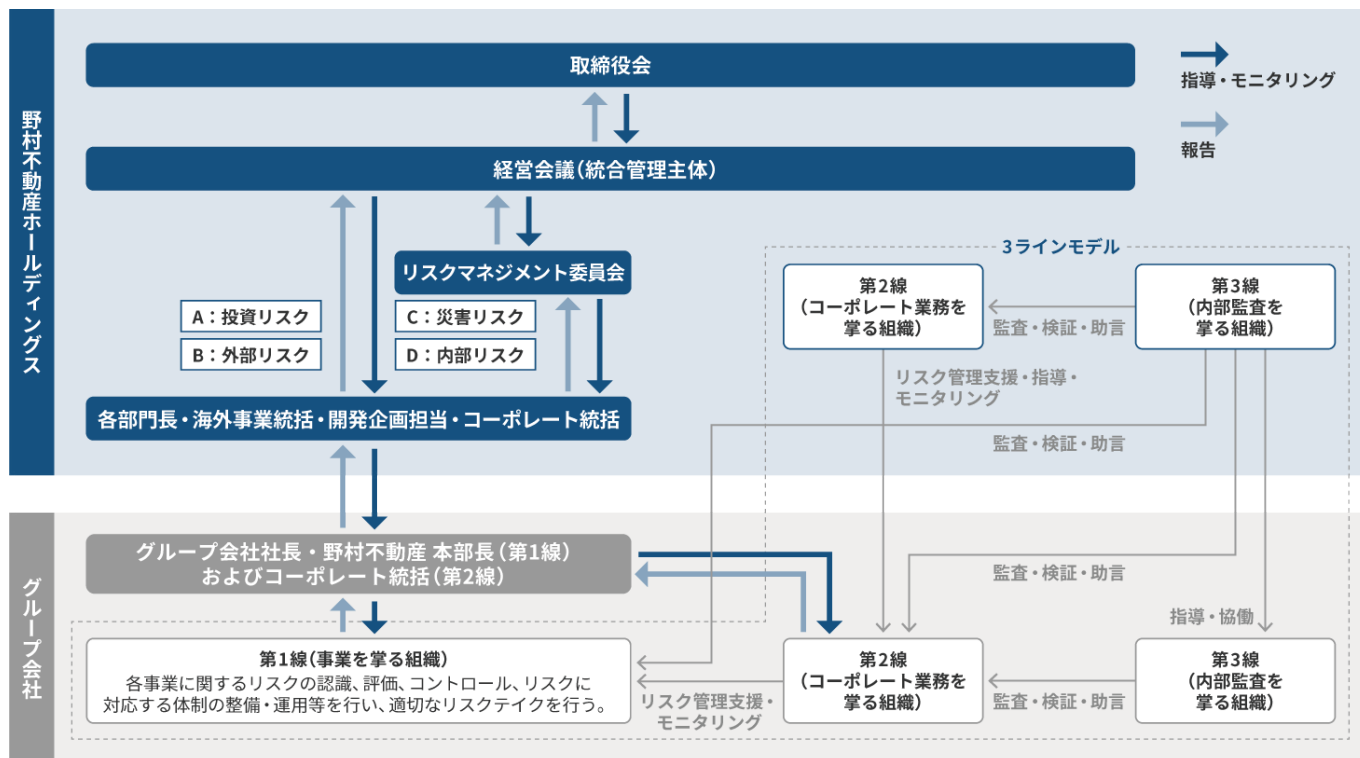 野村不動産ホールディングス
取締役会
指導・モニタリング
報告
経営会議（統合管理主体）
リスクマネジメント委員会
A：投資リスク
B：外部リスク
C：災害リスク
D：内部リスク
各部門長・海外事業統括・開発企画担当・コーポレート統括
3ラインモデル
第2線
（コーポレート業務を
掌る組織）
監査・検証・助言
第3線
（内部監査を
掌る組織）
リスク管理支援・指導・
モニタリング
監査・検証・助言
グループ会社
グループ会社社長・野村不動産 本部長（第1線）
およびコーポレート統括（第2線）
監査・検証・助言
指導・協働
第1線（事業を掌る組織）
各事業に関するリスクの認識、評価、コントロール、リスクに
対応する体制の整備・運用等を行い、適切なリスクテイクを行う。
リスク管理支援・
モニタリング
第2線
（コーポレート業務を
掌る組織）
監査・検証・助言
第3線
（内部監査を
掌る組織）